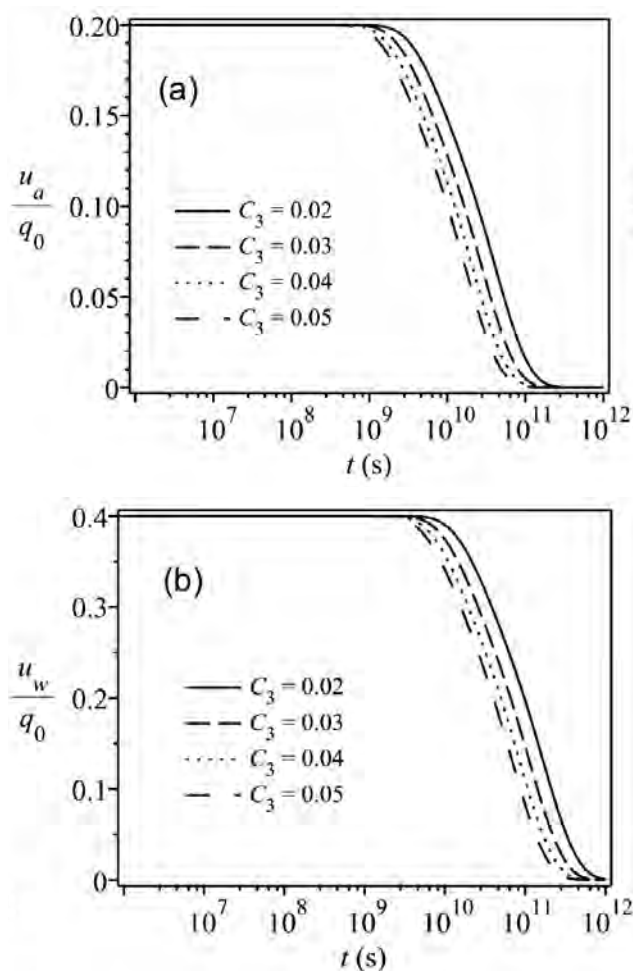 0.20
(a)
0.15
u_a
q_0
0.10
C_3 = 0.02
C_3 = 0.03
C_3 = 0.04
C_3 = 0.05
0.05
0
10^7 10^8 10^9 10^10 10^11 10^12
t (s)
0.4
(b)
0.3
u_w
q_0
0.2
C_3 = 0.02
C_3 = 0.03
C_3 = 0.04
C_3 = 0.05
0.1
0
10^7 10^8 10^9 10^10 10^11 10^12
t (s)